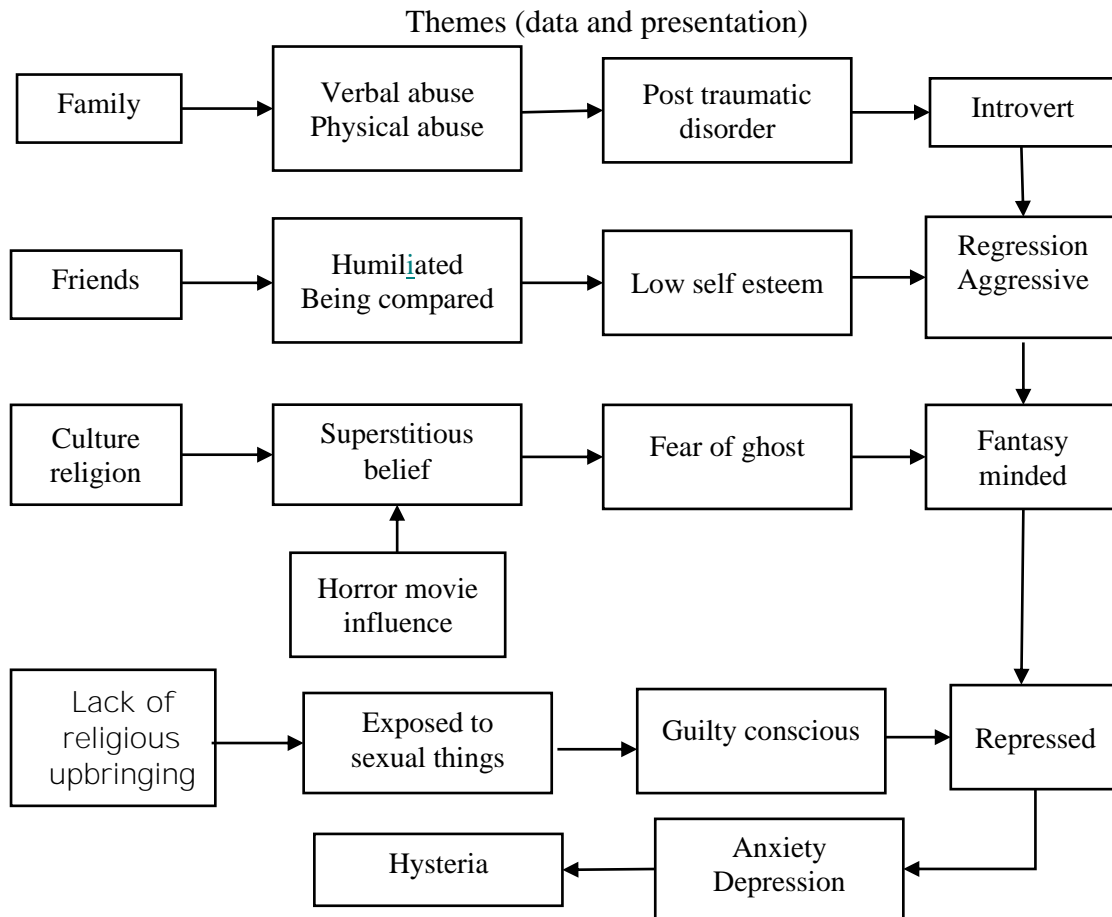 Themes (data and presentation)
Family
Verbal abuse
Physical abuse
Post traumatic
disorder
Introvert
Friends
Humiliated
Being compared
Low self esteem
Regression
Aggressive
Culture
religion
Superstitious
belief
Fear of ghost
Fantasy
minded
Horror movie
influence
Lack of
religious
upbringing
Exposed to
sexual things
Guilty conscious
Repressed
Hysteria
Anxiety
Depression